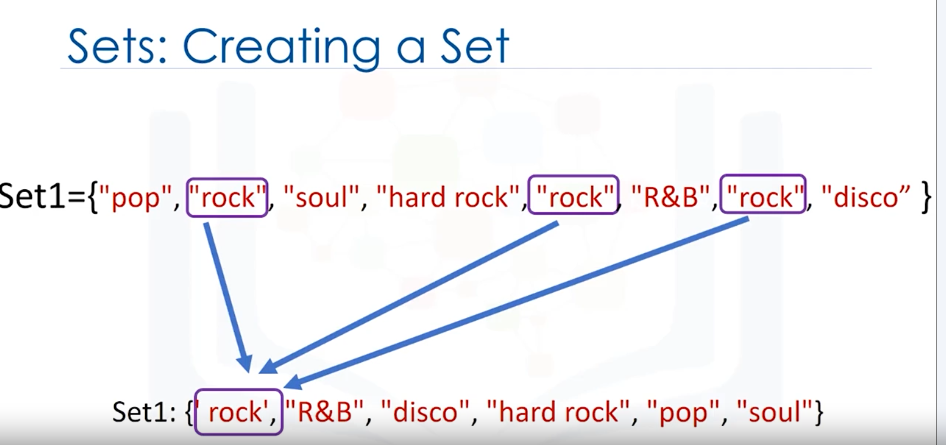 Sets: Creating a Set
Set1={"pop", "rock", "soul", "hard rock", "rock", "R&B", "rock", "disco” }
Set1: {' rock', "R&B", "disco", "hard rock", "pop", "soul"}